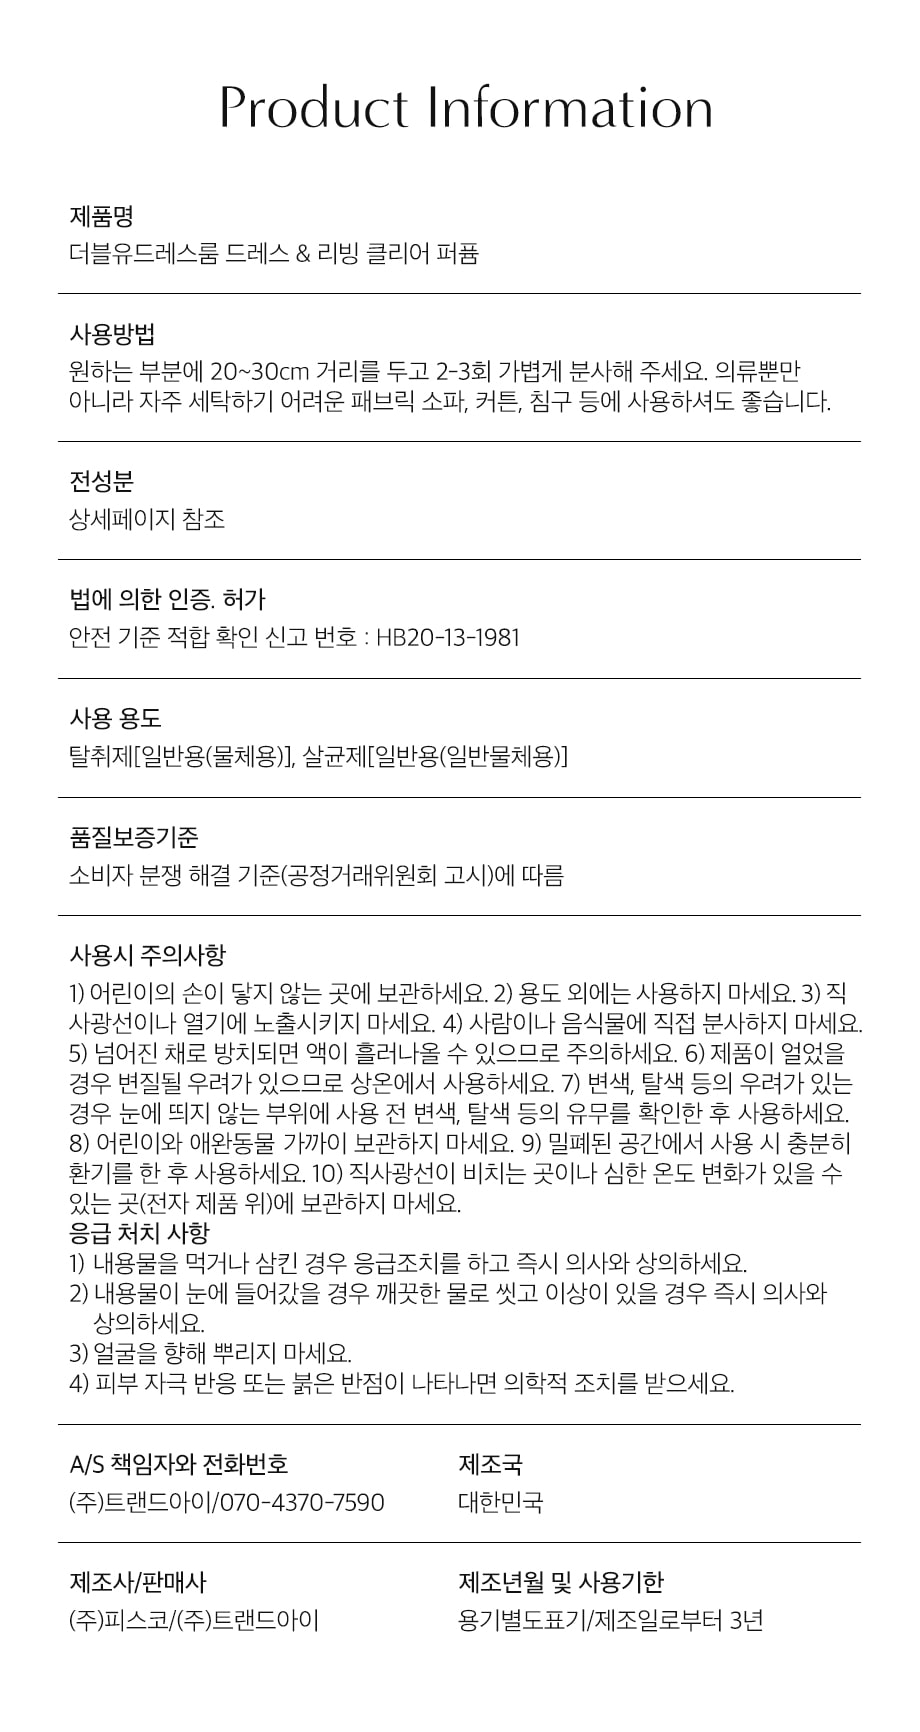 Product Information
제품명
더블유드레스룸 드레스 & 리빙 클리어 퍼퓸
사용방법
원하는 부분에 20~30cm 거리를 두고 2-3회 가볍게 분사해 주세요. 의류뿐만
아니라 자주 세탁하기 어려운 패브릭 소파, 커튼, 침구 등에 사용하셔도 좋습니다.
전성분
상세페이지 참조
법에 의한 인증. 허가
안전 기준 적합 확인 신고 번호 : HB20-13-1981
사용 용도
탈취제[일반용(물체용)], 살균제[일반용(일반물체용)]
품질보증기준
소비자 분쟁 해결 기준(공정거래위원회 고시)에 따름
사용시 주의사항
1) 어린이의 손이 닿지 않는 곳에 보관하세요. 2) 용도 외에는 사용하지 마세요. 3) 직
사광선이나 열기에 노출시키지 마세요. 4) 사람이나 음식물에 직접 분사하지 마세요.
5) 넘어진 채로 방치되면 액이 흘러나올 수 있으므로 주의하세요. 6) 제품이 얼었을
경우 변질될 우려가 있으므로 상온에서 사용하세요. 7) 변색, 탈색 등의 우려가 있는
경우 눈에 띄지 않는 부위에 사용 전 변색, 탈색 등의 유무를 확인한 후 사용하세요.
8) 어린이와 애완동물 가까이 보관하지 마세요. 9) 밀폐된 공간에서 사용 시 충분히
환기를 한 후 사용하세요. 10) 직사광선이 비치는 곳이나 심한 온도 변화가 있을 수
있는 곳(전자 제품 위)에 보관하지 마세요.
응급 처치 사항
1) 내용물을 먹거나 삼킨 경우 응급조치를 하고 즉시 의사와 상의하세요.
2) 내용물이 눈에 들어갔을 경우 깨끗한 물로 씻고 이상이 있을 경우 즉시 의사와
상의하세요.
3) 얼굴을 향해 뿌리지 마세요.
4) 피부 자극 반응 또는 붉은 반점이 나타나면 의학적 조치를 받으세요.
A/S 책임자와 전화번호
(주)트랜드아이/070-4370-7590
제조국
대한민국
제조사/판매사
(주)피스코/(주)트랜드아이
제조년월 및 사용기한
용기별도표기/제조일로부터 3년